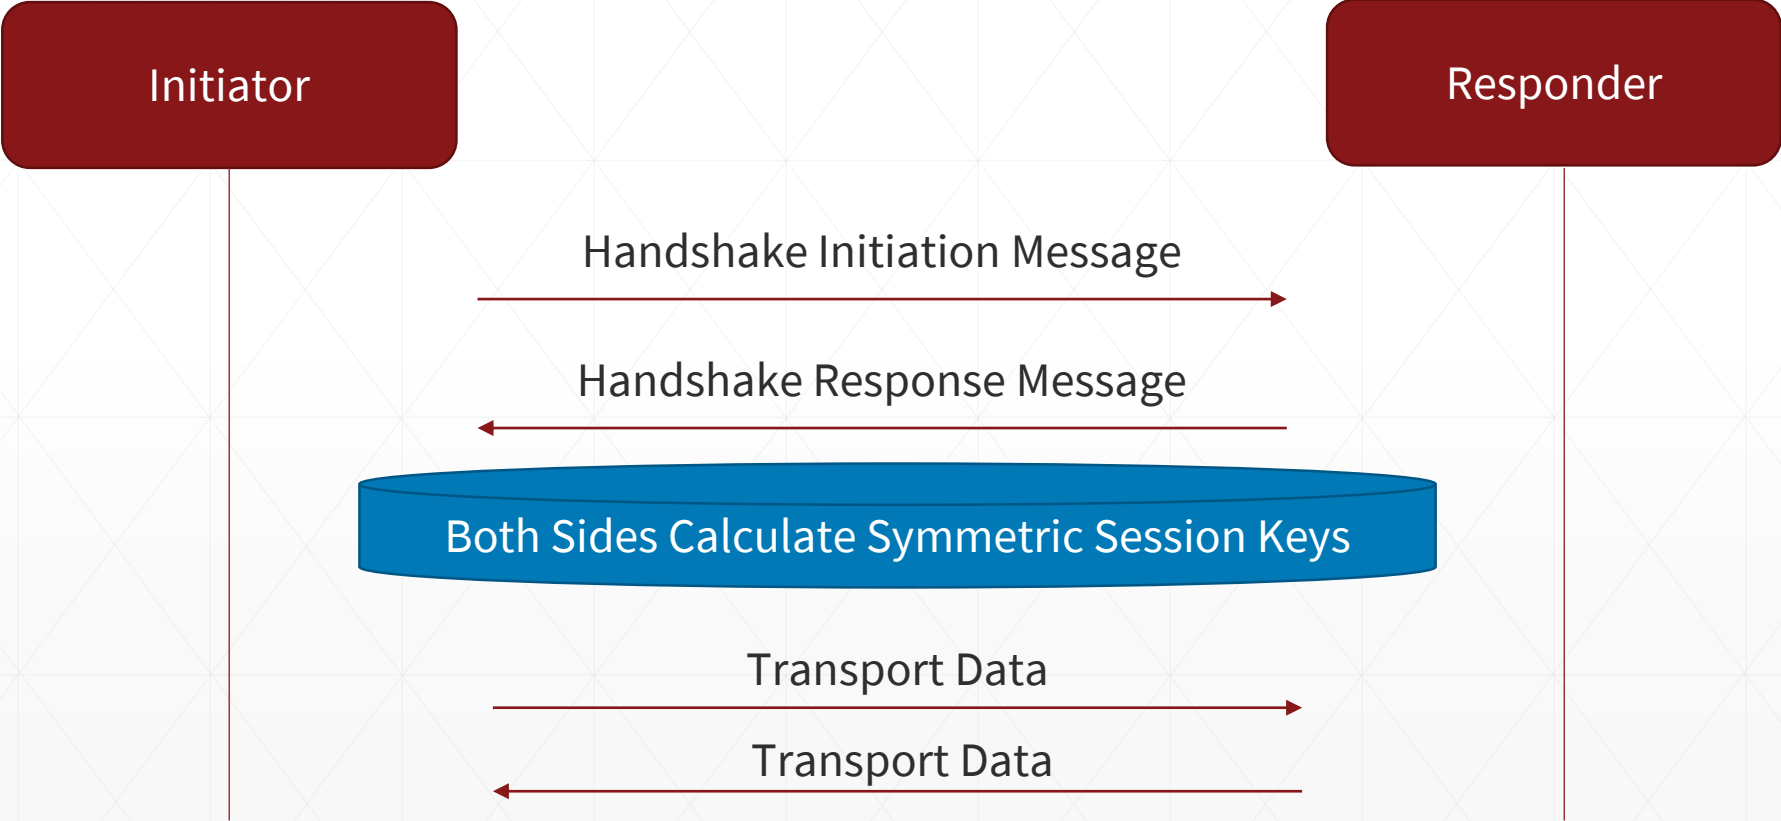 Initiator
Responder
Handshake Initiation Message
Handshake Response Message
Both Sides Calculate Symmetric Session Keys
Transport Data
Transport Data